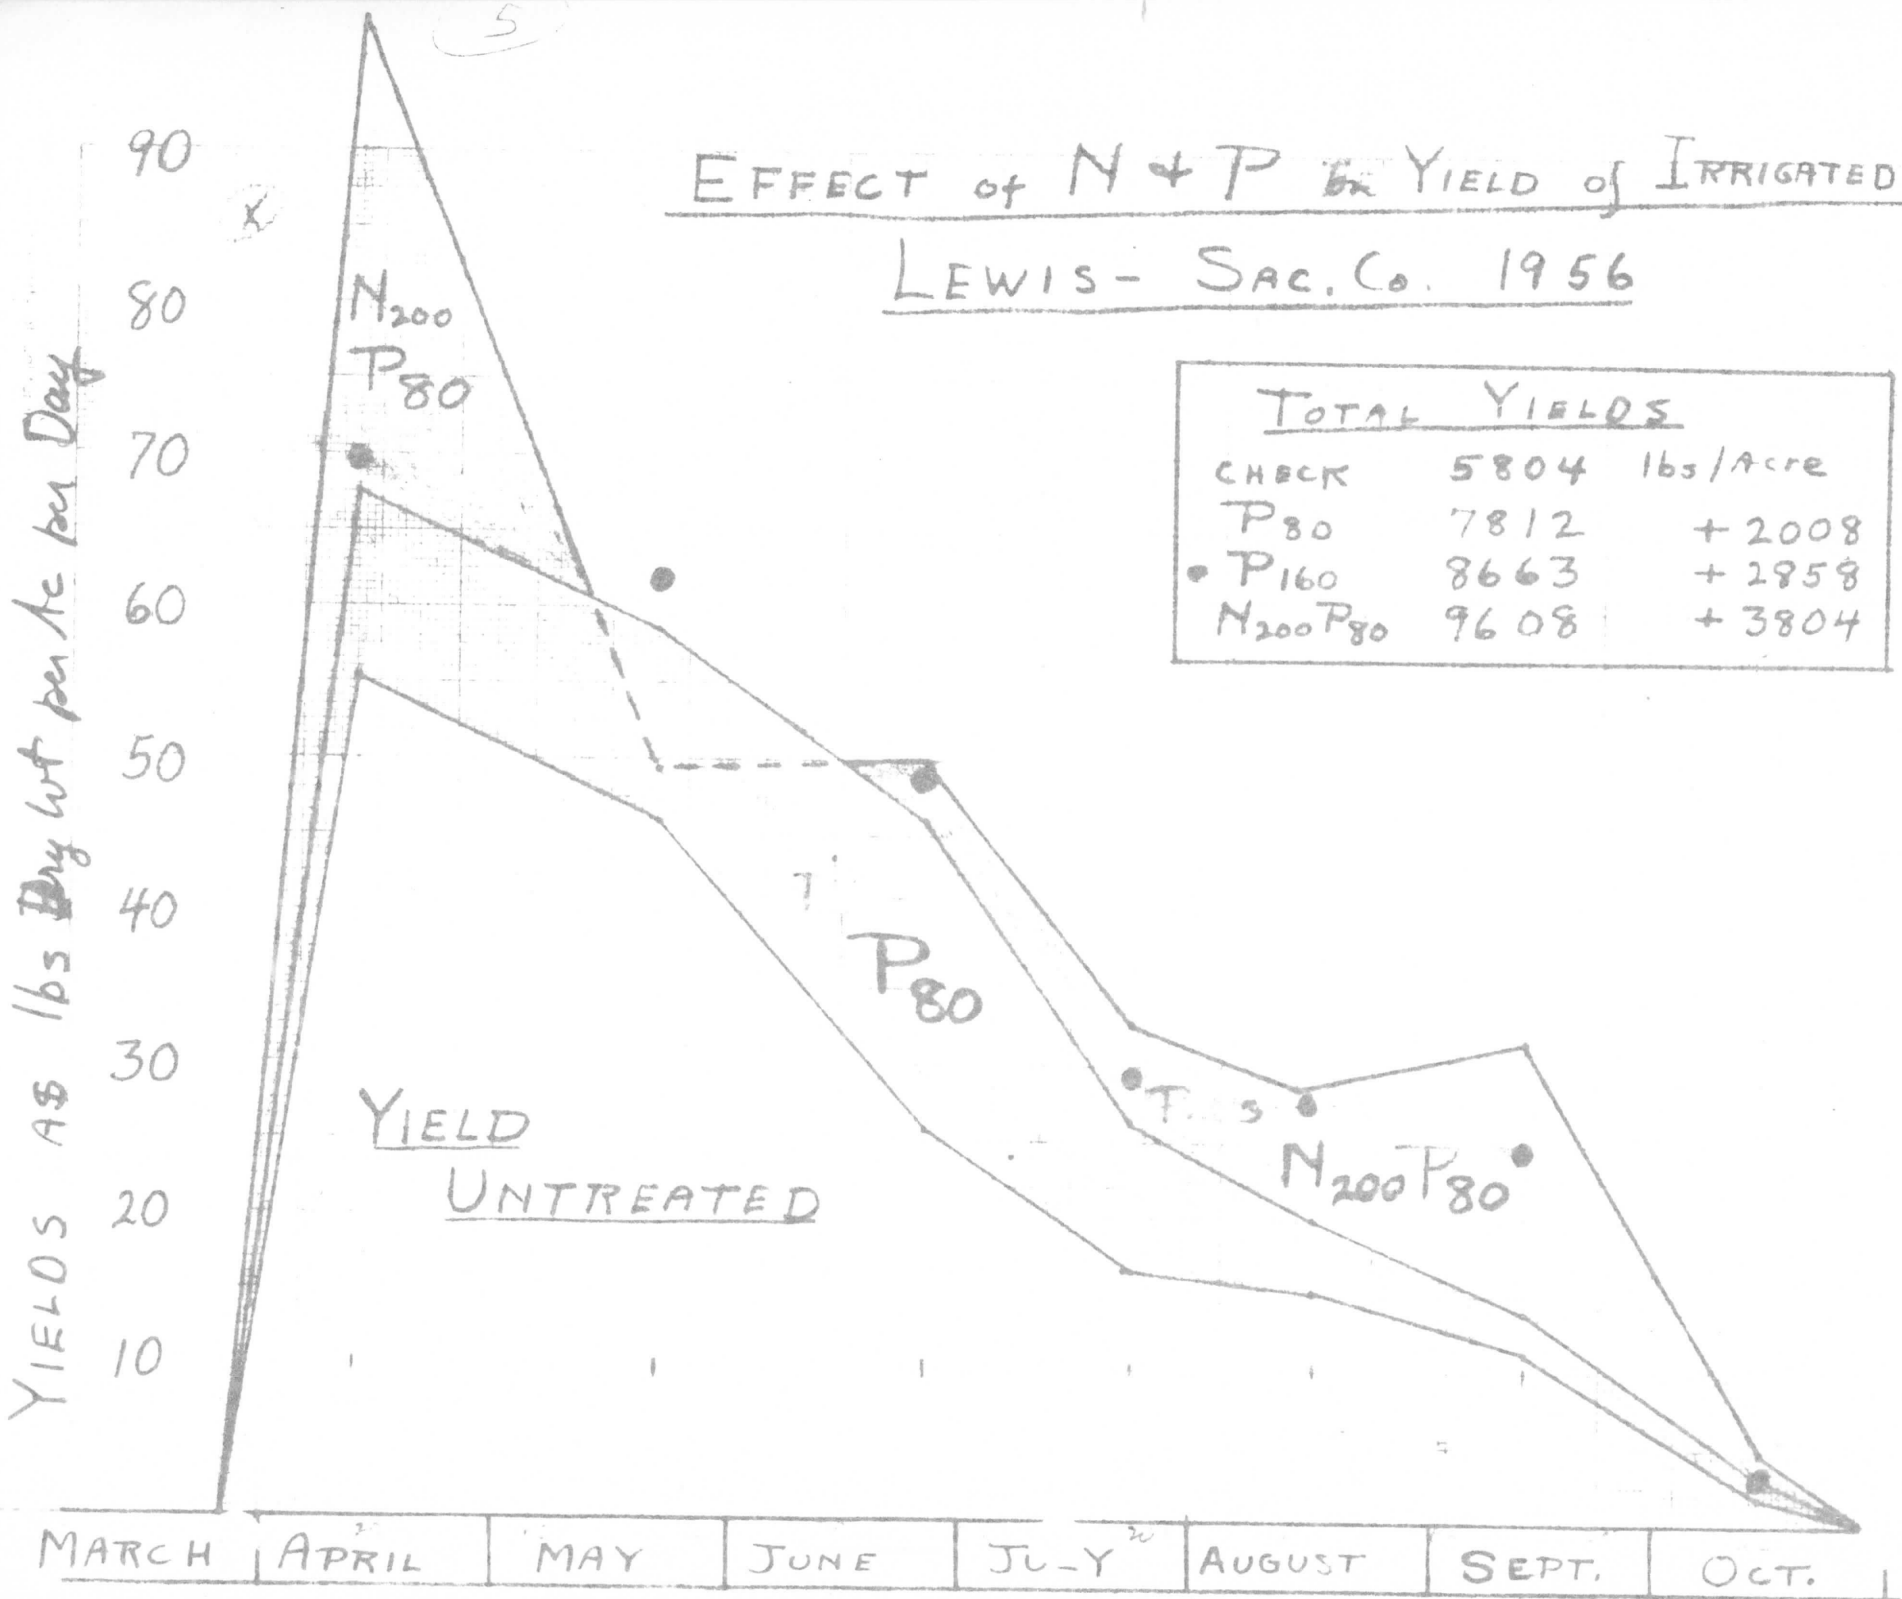 5
EFFECT of N & P on YIELD of IRRIGATED
LEWIS - SAC. Co. 1956
TOTAL YIELDS
CHECK 5804 lbs/Acre
P80 7812 + 2008
• P160 8663 + 2858
N200P80 9608 + 3804
YIELDS AS lbs Dry Wt per Ac per Day
90
80
70
60
50
40
30
20
10
X
N200
P80
P80
N200P80
YIELD
UNTREATED
MARCH APRIL MAY JUNE JU-Y AUGUST SEPT. OCT.